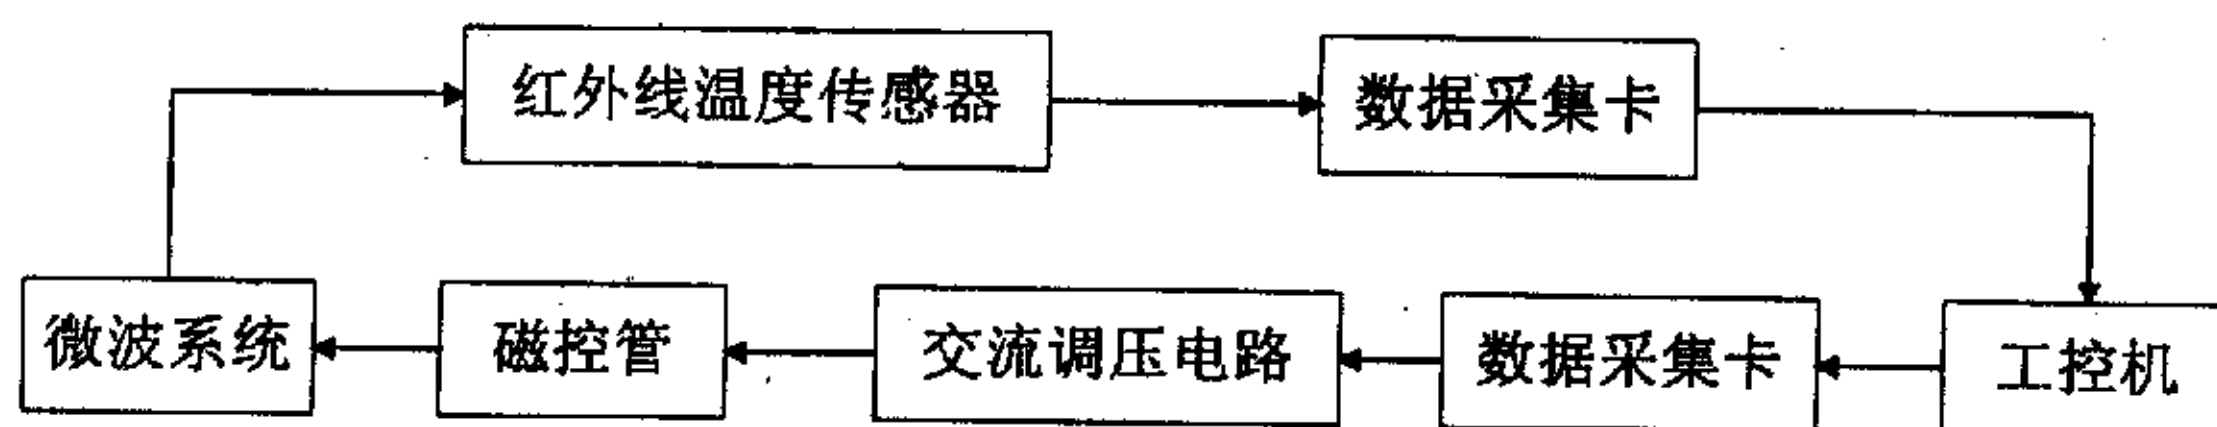 红外线温度传感器
数据采集卡
微波系统
磁控管
交流调压电路
数据采集卡
工控机